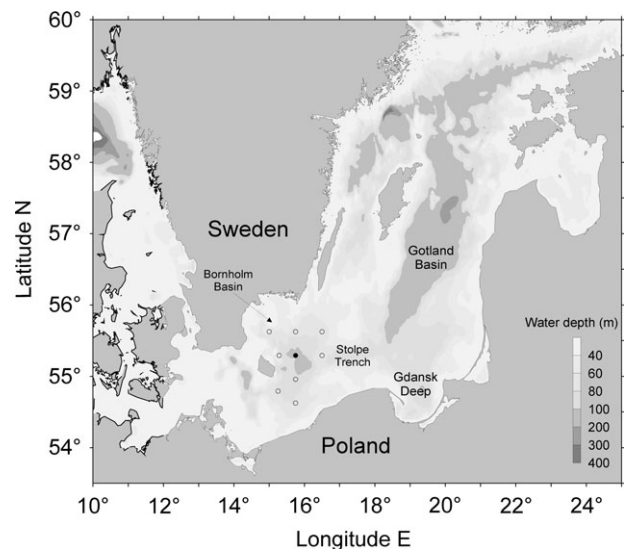 60°
59°
58°
57°
56°
55°
54°
Latitude N
Sweden
Bornholm
Basin
Gotland
Basin
Stolpe
Trench
Gdansk
Deep
Poland
Water depth (m)
40
60
80
100
200
300
400
10° 12° 14° 16° 18° 20° 22° 24°
Longitude E